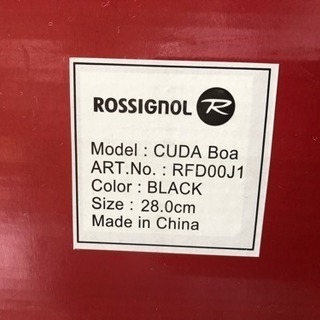 ROSSIGNOL R
Model : CUDA Boa
ART.No. : RFD00J1
Color : BLACK
Size : 28.0cm
Made in China